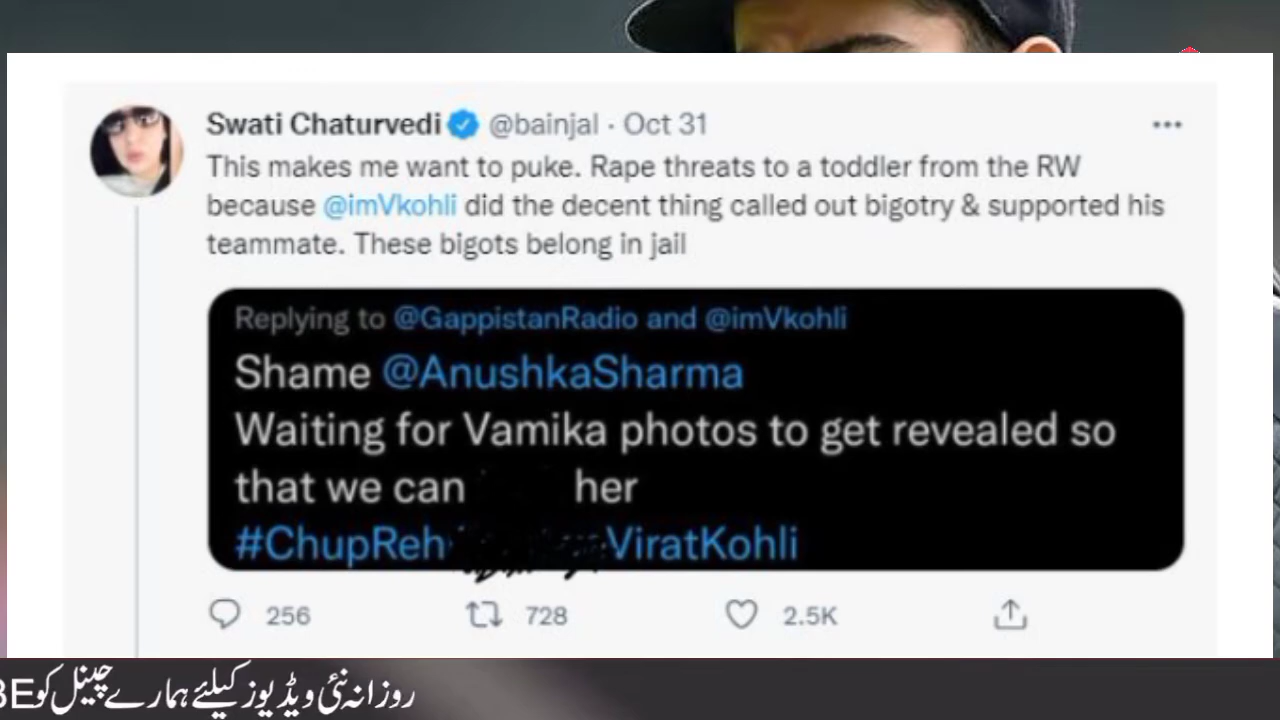 Swati Chaturvedi @bainjal · Oct 31
This makes me want to puke. Rape threats to a toddler from the RW
because @imVkohli did the decent thing called out bigotry & supported his
teammate. These bigots belong in jail
Replying to @GappistanRadio and @imVkohli
Shame @AnushkaSharma
Waiting for Vamika photos to get revealed so
that we can her
#ChupReh ViratKohli
256 728 2.5K
روزانہ نئی ویڈیوز کیلئے ہمارے چینل کو BE